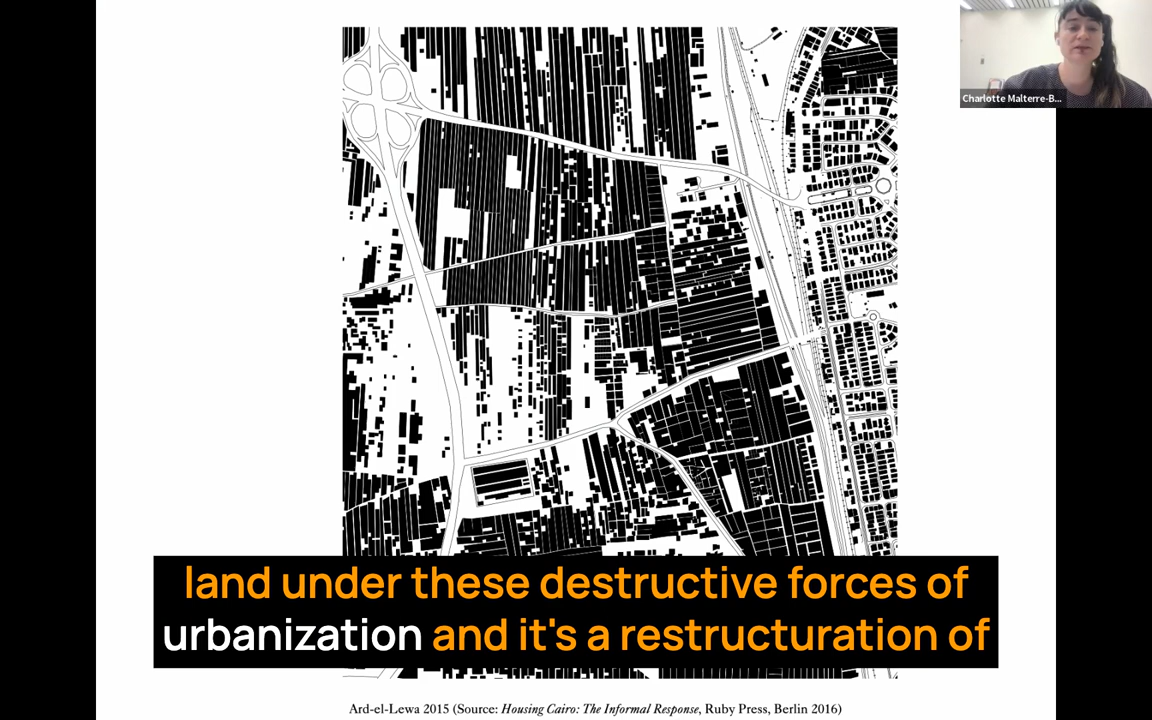 Charlotte Malterre-B...
land under these destructive forces of
urbanization and it's a restructuration of
Ard-el-Lewa 2015 (Source: Housing Cairo: The Informal Response, Ruby Press, Berlin 2016)